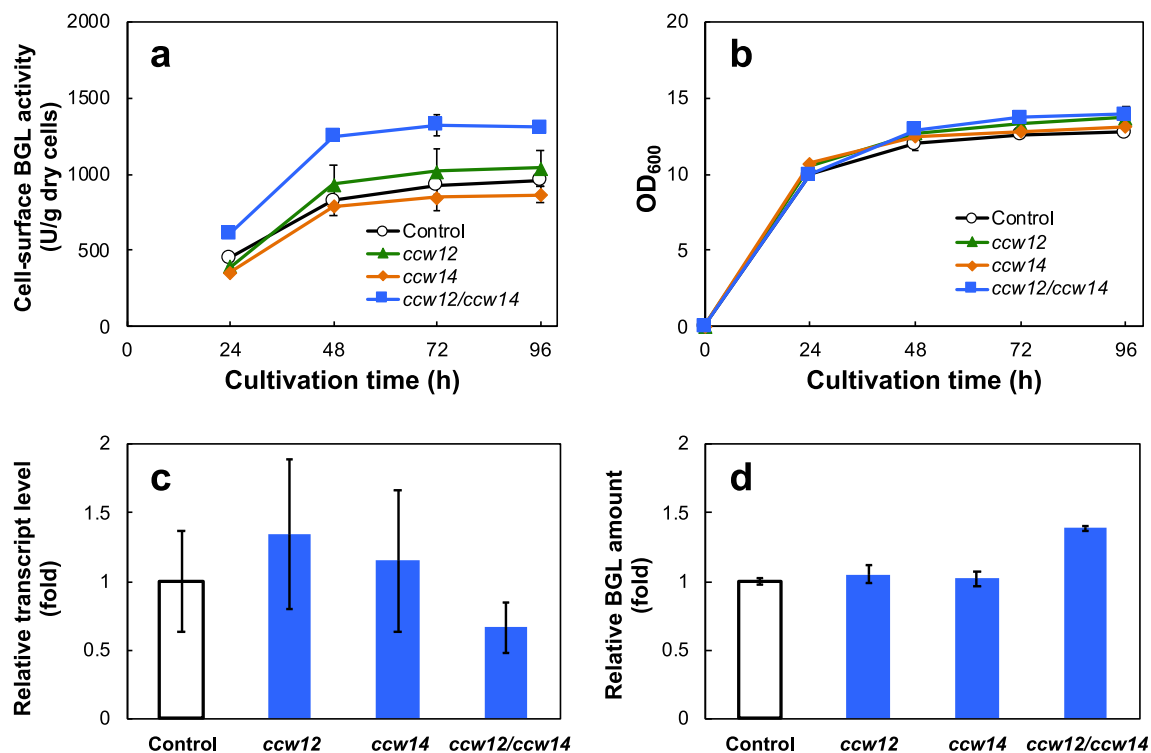 a
Cell-surface BGL activity
(U/g dry cells)
2000
1500
1000
500
0
0
24
48
72
96
Cultivation time (h)
Control
ccw12
ccw14
ccw12/ccw14
b
OD600
20
15
10
5
0
0
24
48
72
96
Cultivation time (h)
Control
ccw12
ccw14
ccw12/ccw14
c
Relative transcript level
(fold)
2
1.5
1
0.5
0
Control
ccw12
ccw14
ccw12/ccw14
d
Relative BGL amount
(fold)
2
1.5
1
0.5
0
Control
ccw12
ccw14
ccw12/ccw14